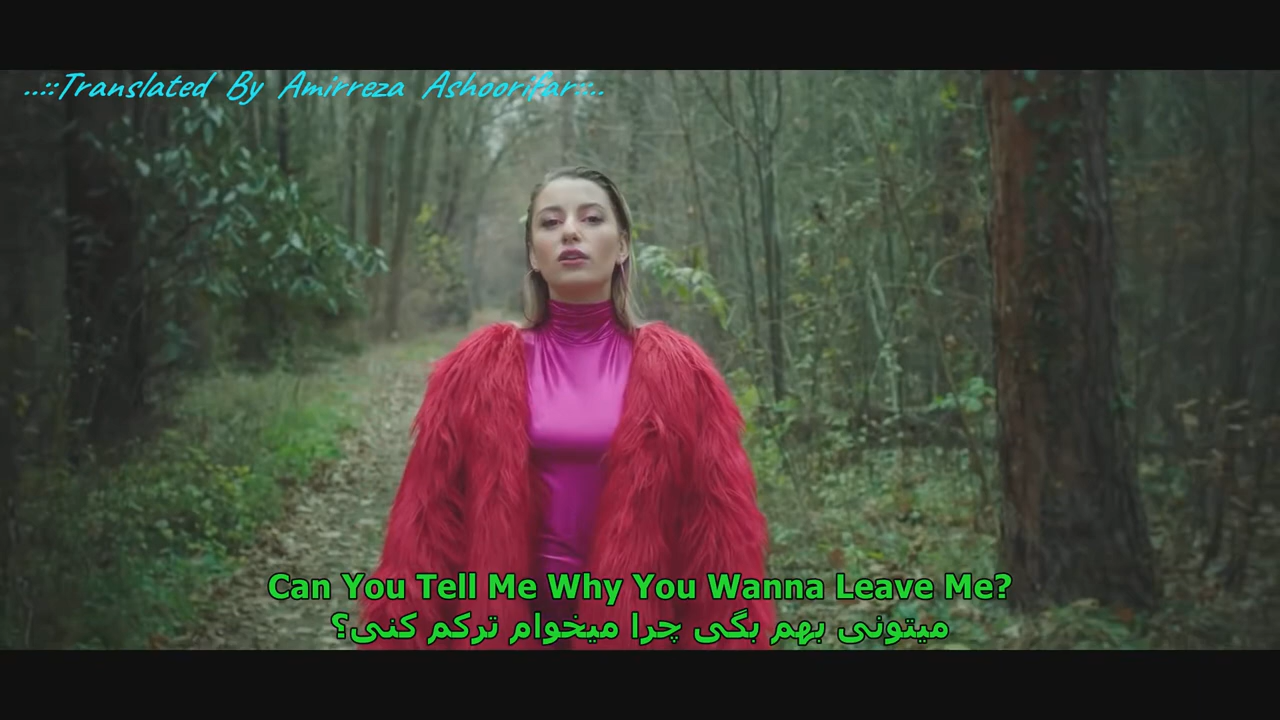 ..::Translated By Amirreza Ashoorifar::..
Can You Tell Me Why You Wanna Leave Me?
میتونی بهم بگی چرا میخوام ترکم کنی؟